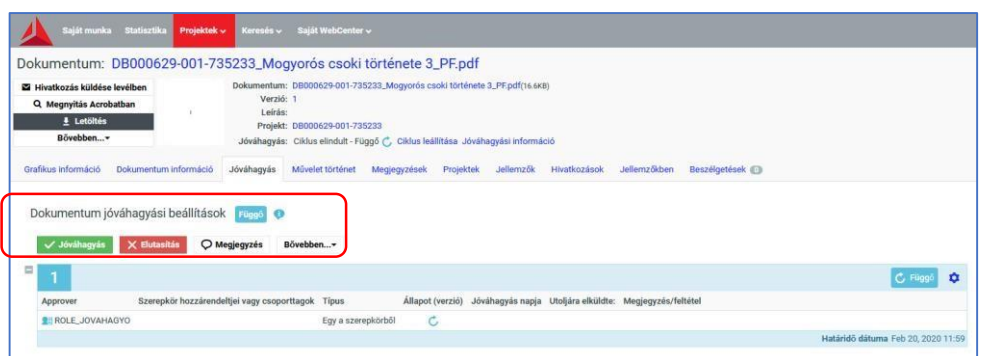 Saját munka Statisztika Projektek Keresés Saját WebCenter
Dokumentum: DB000629-001-735233_Mogyorós csoki története 3_PF.pdf
Hivatkozás küldése levélben
Megnyitás Acrobatban
Letöltés
Bővebben...
Dokumentum: DB000629-001-735233_Mogyorós csoki története 3_PF.pdf(16.6KB)
Verzió: 1
Leírás:
Projekt: DB000629-001-735233
Jóváhagyás: Ciklus elindult - Függő Ciklus leállítása Jóváhagyási információ
Grafikus információ Dokumentum információ Jóváhagyás Művelet történet Megjegyzések Projektek Jellemzők Hivatkozások Jellemzőkben Beszélgetések 0
Dokumentum jóváhagyási beállítások Függő
Jóváhagyás Elutasítás Megjegyzés Bővebben...
1 Függő
Approver Szerepkör hozzárendeltjei vagy csoporttagok Típus Állapot (verzió) Jóváhagyás napja Utoljára elküldte: Megjegyzés/feltétel
ROLE_JOVAHAGYO Egy a szerepkörből
Határidő dátuma Feb 20, 2020 11:59